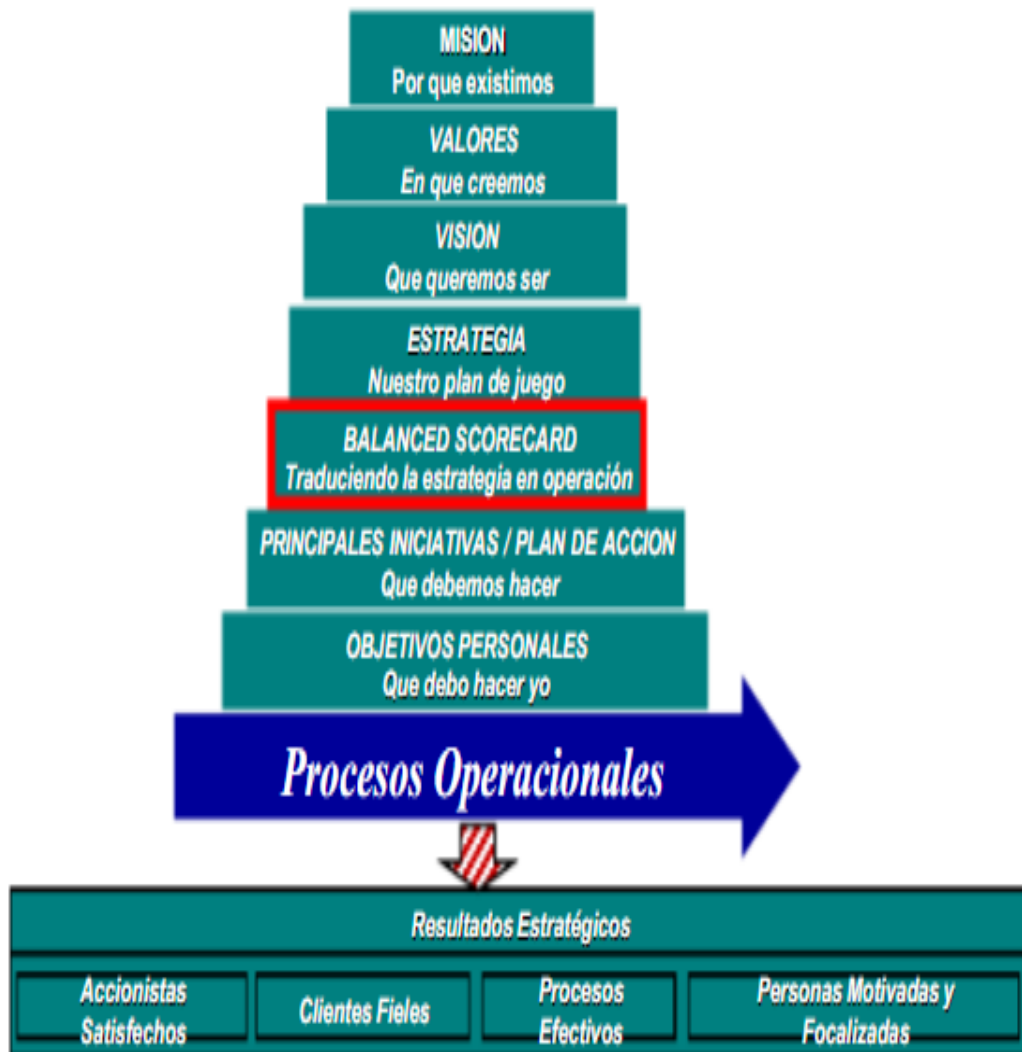 MISION
Por que existimos
VALORES
En que creemos
VISION
Que queremos ser
ESTRATEGIA
Nuestro plan de juego
BALANCED SCORECARD
Traduciendo la estrategia en operación
PRINCIPALES INICIATIVAS / PLAN DE ACCION
Que debemos hacer
OBJETIVOS PERSONALES
Que debo hacer yo
Procesos Operacionales
Resultados Estratégicos
Accionistas
Satisfechos
Clientes Fieles
Procesos
Efectivos
Personas Motivadas y
Focalizadas